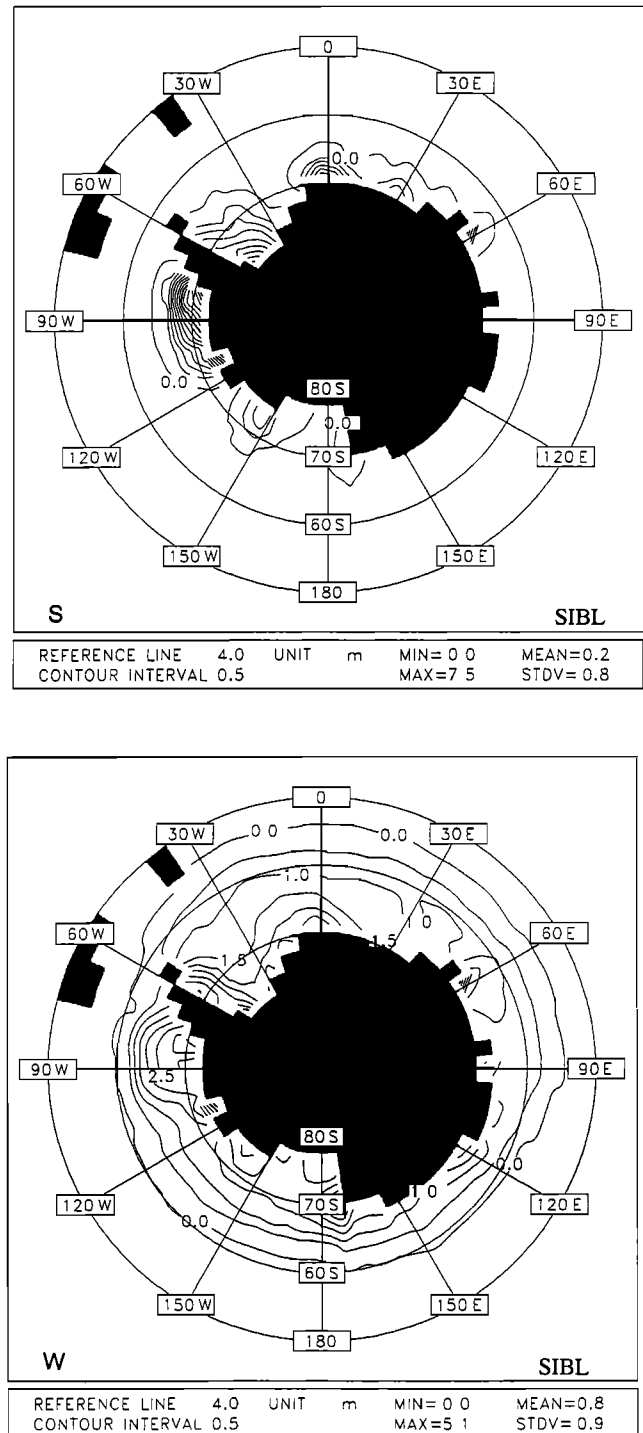 0
30W
30E
0.0
60W
60E
90W
90E
0.0
80S
0.0
120W
70S
120E
60S
150W
150E
180
S
SIBL
REFERENCE LINE 4.0 UNIT m MIN= 0 0 MEAN=0.2
CONTOUR INTERVAL 0.5 MAX=7 5 STDV= 0.8
0
30W
0.0
0.0
30E
1.0
60W
1.0
60E
1.5
1.5
90W
2.5
90E
80S
120W
70S
1 0
0.0
120E
0.0
60S
150W
150E
180
W
SIBL
REFERENCE LINE 4.0 UNIT m MIN= 0 0 MEAN=0.8
CONTOUR INTERVAL 0.5 MAX=5 1 STDV= 0.9